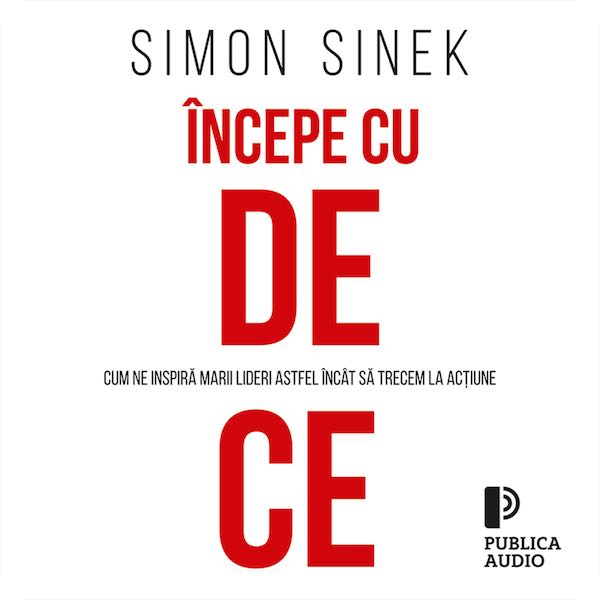 SIMON SINEK
ÎNCEPE CU
DE
CUM NE INSPIRĂ MARII LIDERI ASTFEL ÎNCÂT SĂ TRECEM LA ACȚIUNE
CE
PUBLICA
AUDIO